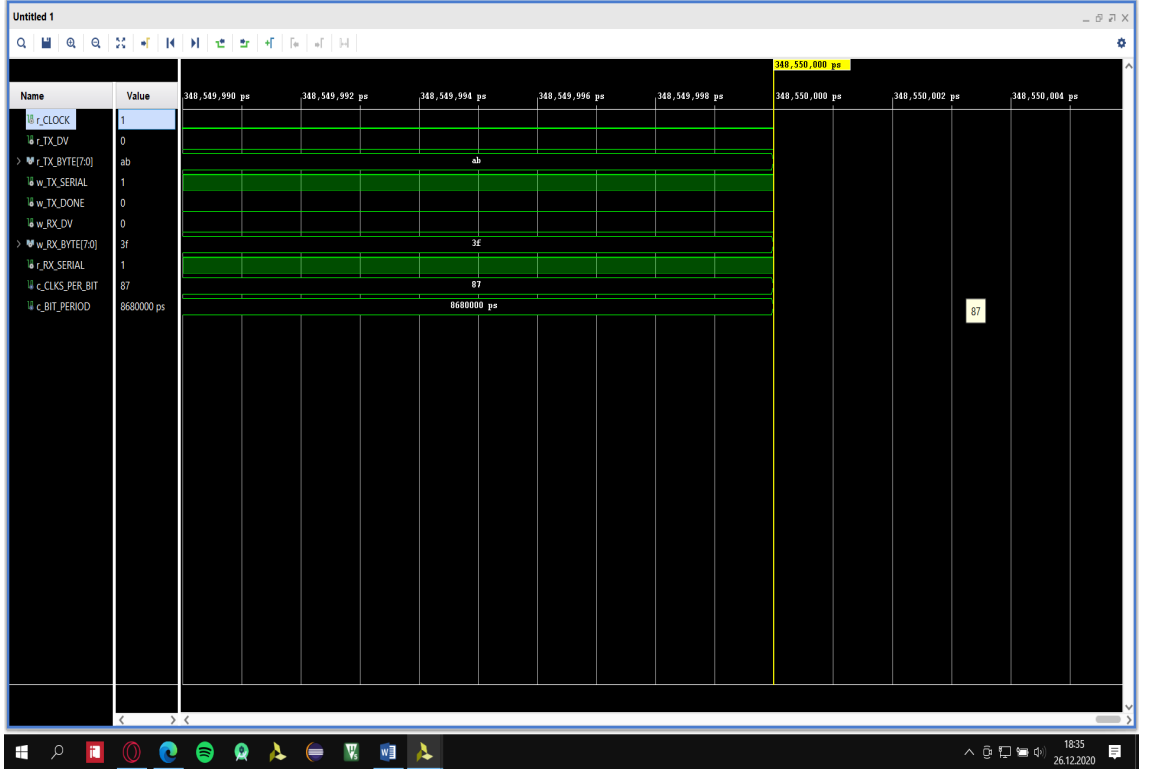 Untitled 1
348,550,000 ps
Name Value 348,549,990 ps 348,549,992 ps 348,549,994 ps 348,549,996 ps 348,549,998 ps 348,550,000 ps 348,550,002 ps 348,550,004 ps
r_CLOCK 1
r_TX_DV 0
r_TX_BYTE[7:0] ab ab
w_TX_SERIAL 1
w_TX_DONE 0
w_RX_DV 0
w_RX_BYTE[7:0] 3f 3f
r_RX_SERIAL 1
c_CLKS_PER_BIT 87 87
c_BIT_PERIOD 8680000 ps 8680000 ps
87
18:35
26.12.2020